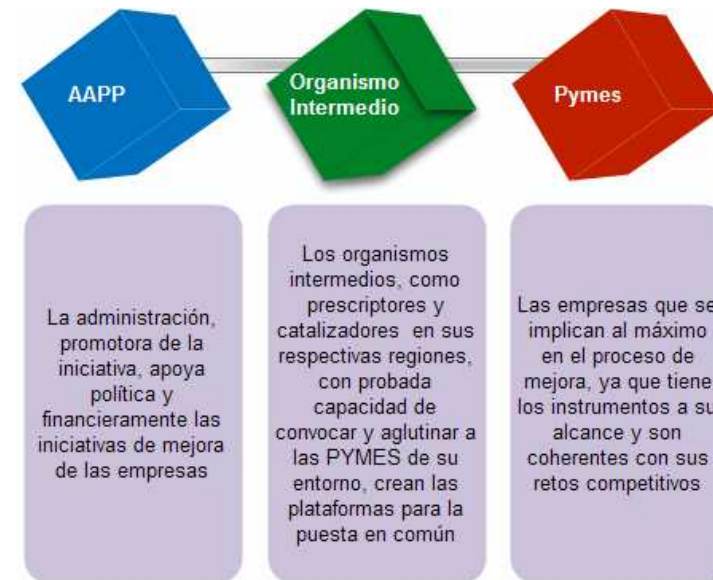 AAPP
Organismo
Intermedio
Pymes
La administración,
promotora de la
iniciativa, apoya
política y
financieramente las
iniciativas de mejora
de las empresas
Los organismos
intermedios, como
prescriptores y
catalizadores en sus
respectivas regiones,
con probada
capacidad de
convocar y aglutinar a
las PYMES de su
entorno, crean las
plataformas para la
puesta en común
Las empresas que se
implican al máximo
en el proceso de
mejora, ya que tiene
los instrumentos a su
alcance y son
coherentes con sus
retos competitivos